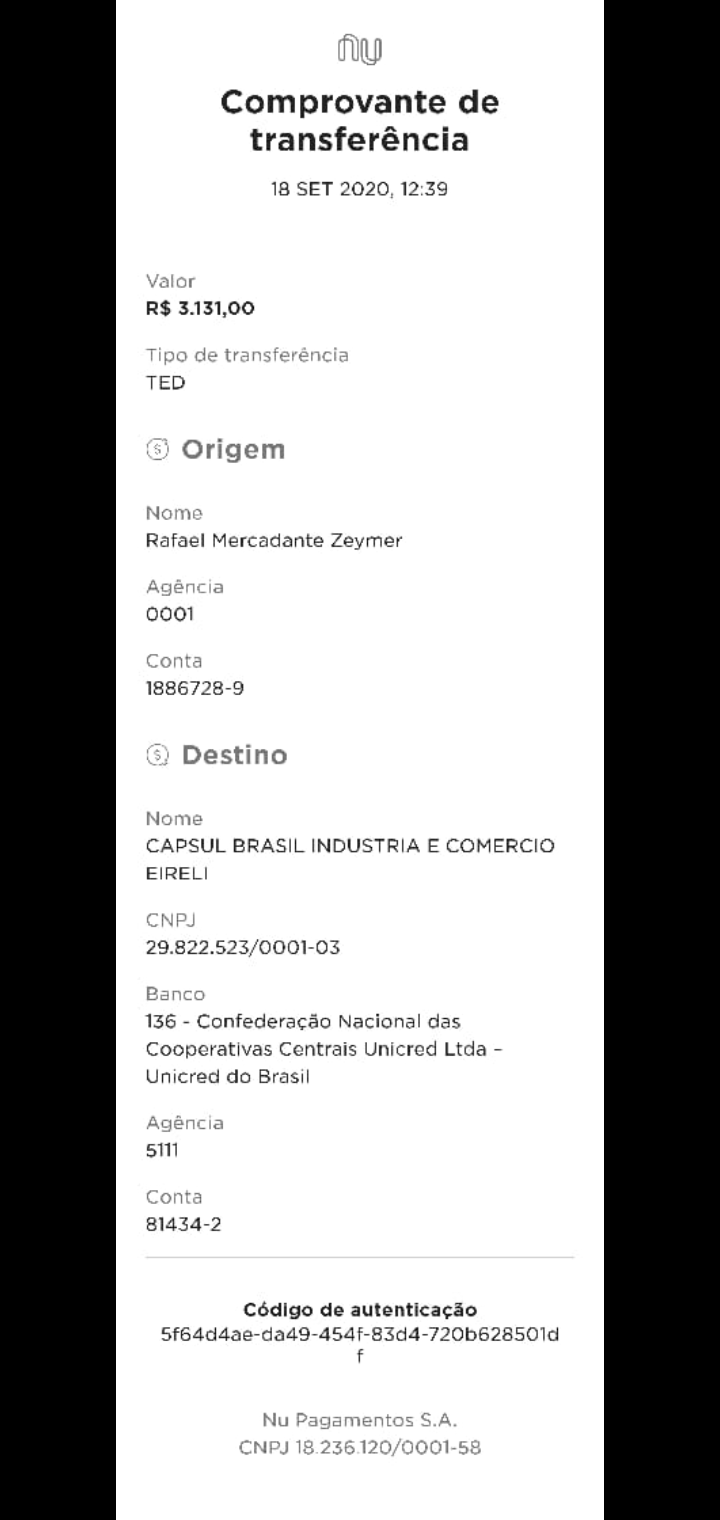 nu
Comprovante de
transferência
18 SET 2020, 12:39
Valor
R$ 3.131,00
Tipo de transferência
TED
Origem
Nome
Rafael Mercadante Zeymer
Agência
0001
Conta
1886728-9
Destino
Nome
CAPSUL BRASIL INDUSTRIA E COMERCIO
EIRELI
CNPJ
29.822.523/0001-03
Banco
136 - Confederação Nacional das
Cooperativas Centrais Unicred Ltda –
Unicred do Brasil
Agência
5111
Conta
81434-2
Código de autenticação
5f64d4ae-da49-454f-83d4-720b628501d
f
Nu Pagamentos S.A.
CNPJ 18.236.120/0001-58